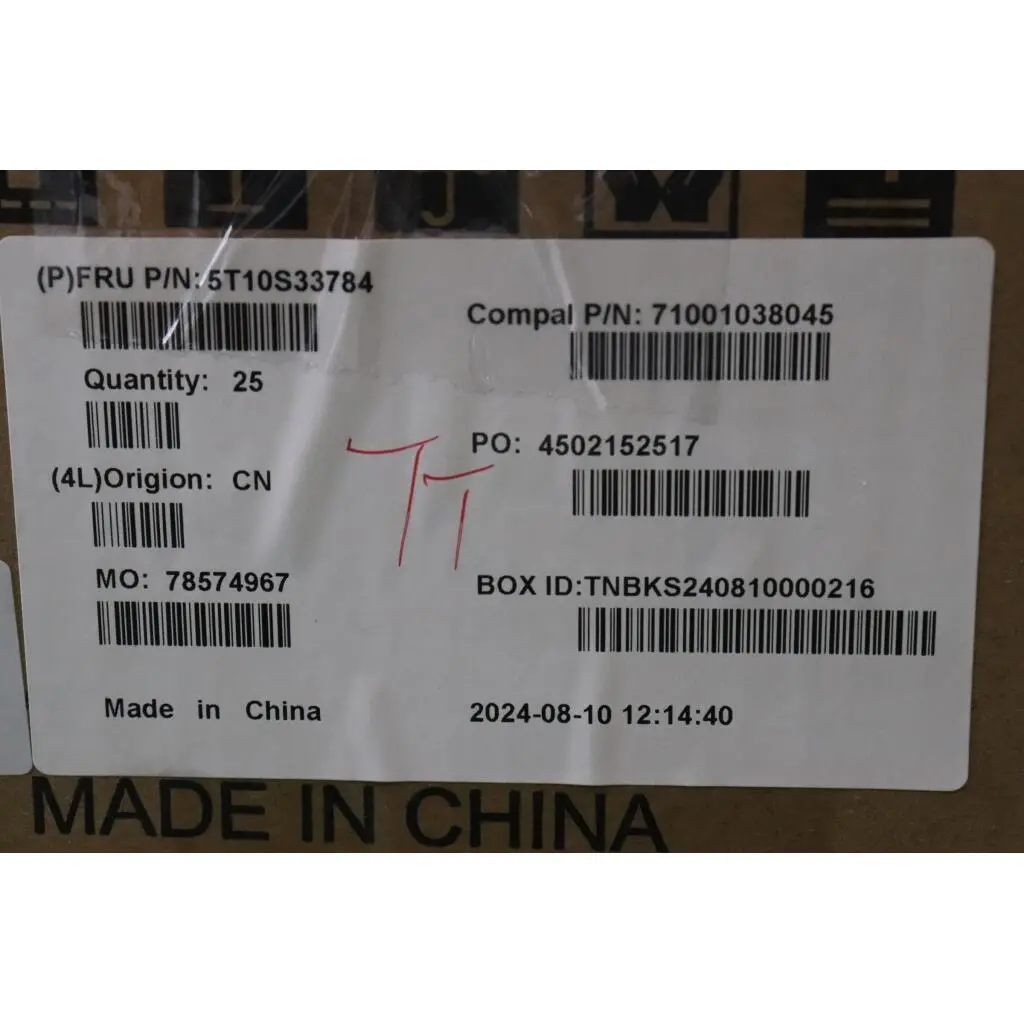 (P)FRU P/N: 5T10S33784
Compal P/N: 71001038045
Quantity: 25
PO: 4502152517
(4L)Origion: CN
TT
MO: 78574967
BOX ID:TNBKS240810000216
Made in China
2024-08-10 12:14:40
MADE IN CHINA